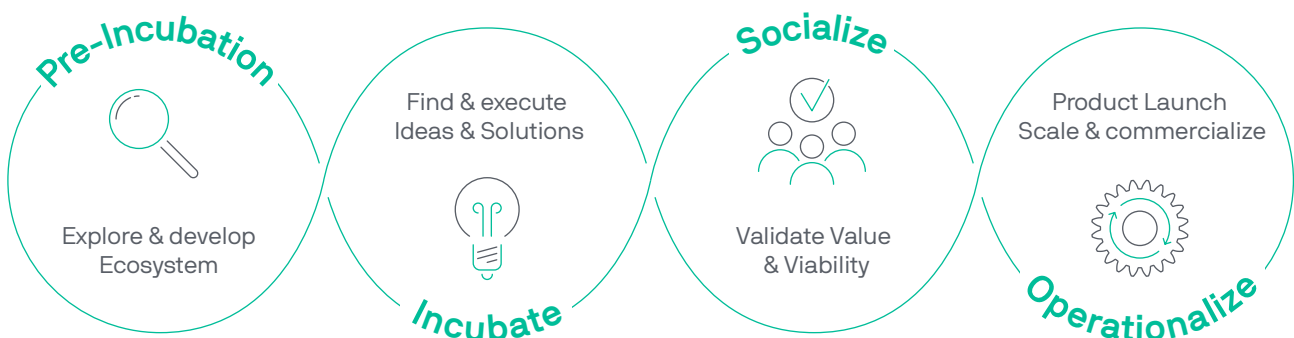 Pre-Incubation
Explore & develop
Ecosystem
Find & execute
Ideas & Solutions
Incubate
Socialize
Validate Value
& Viability
Product Launch
Scale & commercialize
Operationalize